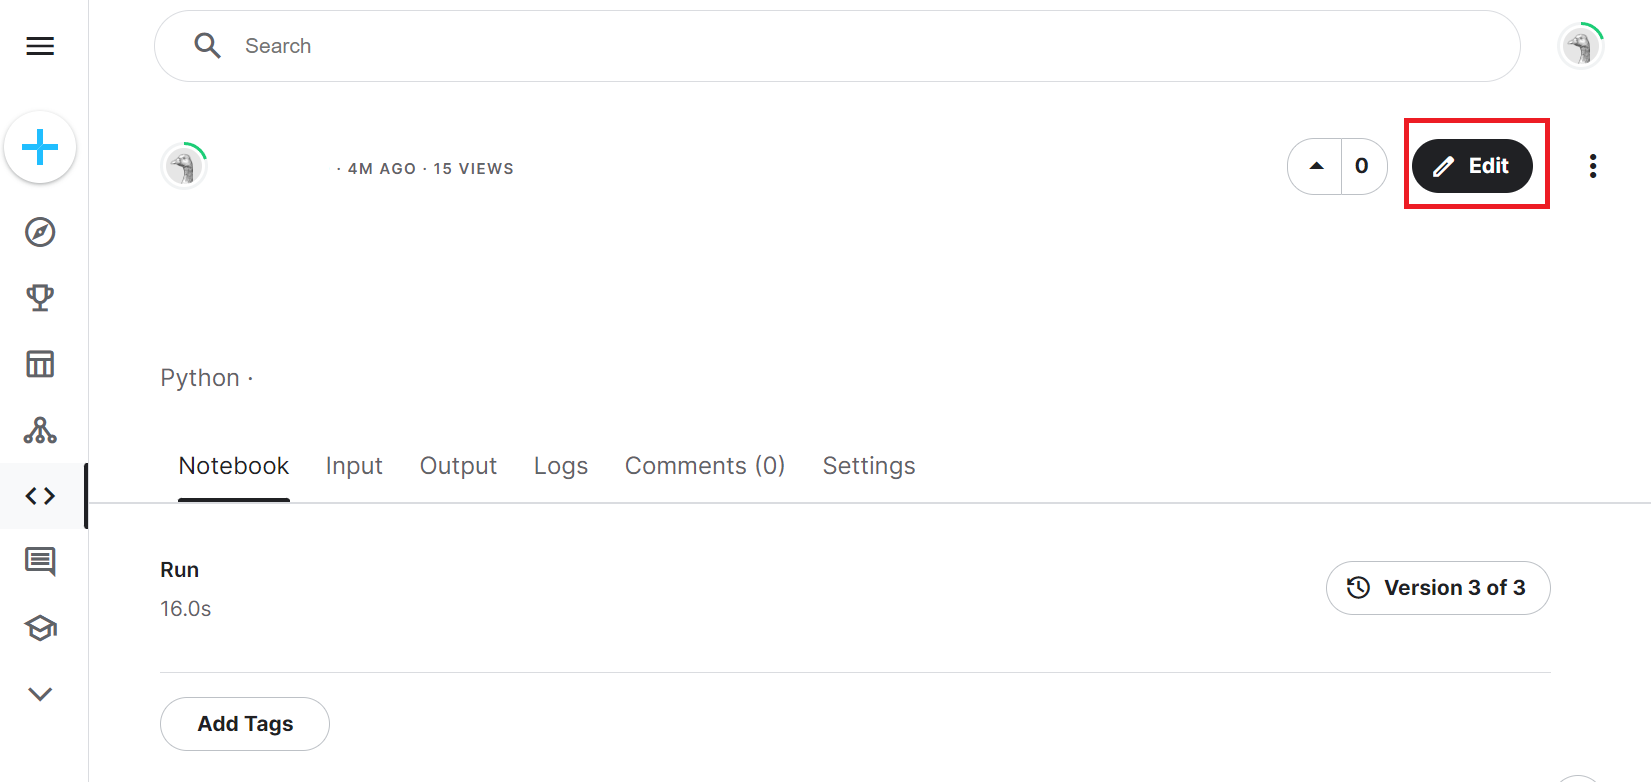 Search
· 4M AGO · 15 VIEWS
0
Edit
Python ·
Notebook Input Output Logs Comments (0) Settings
Run
16.0s
Version 3 of 3
Add Tags